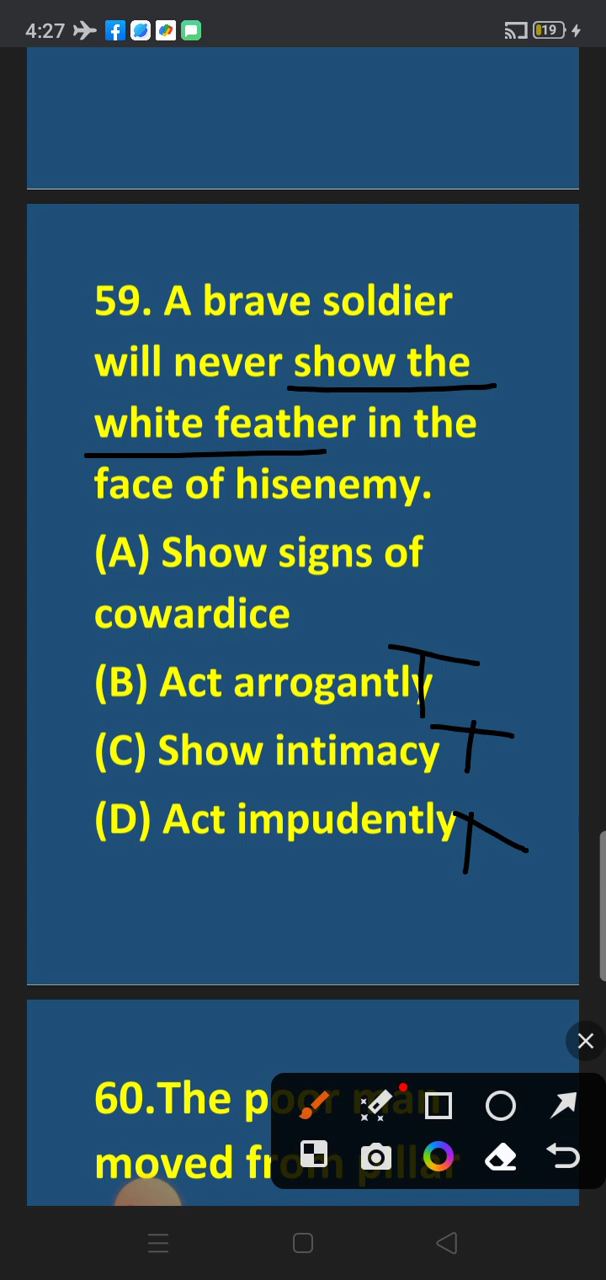 4:27
19
59. A brave soldier
will never show the
white feather in the
face of hisenemy.
(A) Show signs of
cowardice
(B) Act arrogantly
T
(C) Show intimacy
T
(D) Act impudently
60.The poor man
moved from pillar